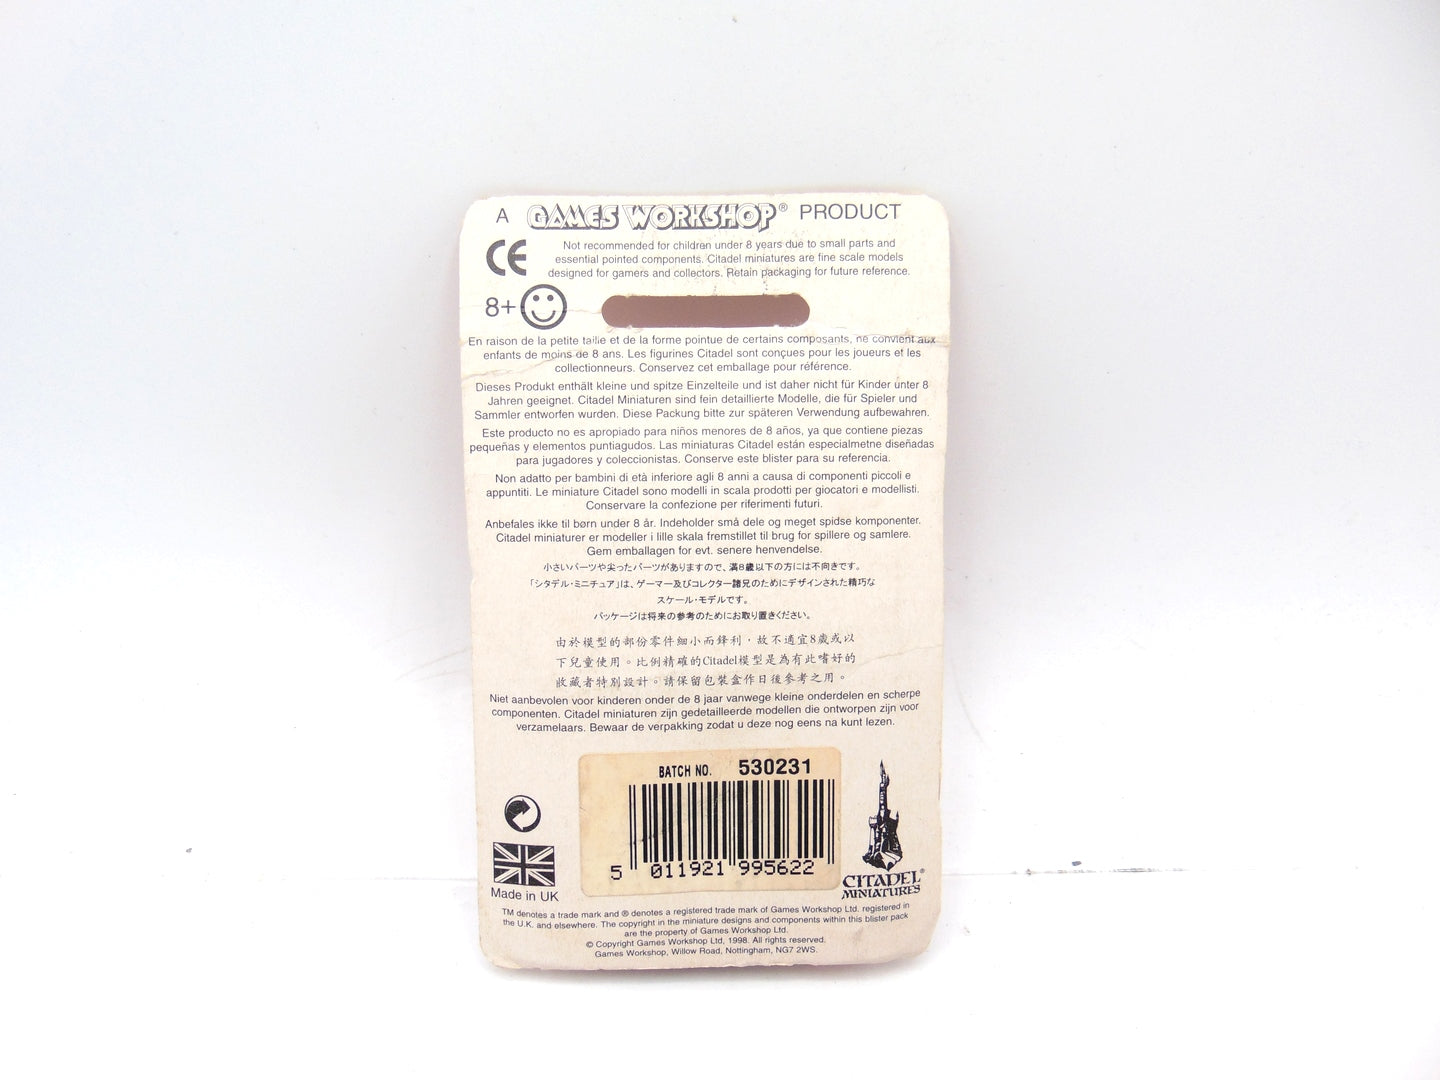 A GAMES WORKSHOP® PRODUCT
CE
Not recommended for children under 8 years due to small parts and
essential pointed components. Citadel miniatures are fine scale models
designed for gamers and collectors. Retain packaging for future reference.
8+
En raison de la petite taille et de la forme pointue de certains composants, ne convient aux
enfants de moins de 8 ans. Les figurines Citadel sont conçues pour les joueurs et les
collectionneurs. Conservez cet emballage pour référence.
Dieses Produkt enthält kleine und spitze Einzelteile und ist daher nicht für Kinder unter 8
Jahren geeignet. Citadel Miniaturen sind fein detaillierte Modelle, die für Spieler und
Sammler entworfen wurden. Diese Packung bitte zur späteren Verwendung aufbewahren.
Este producto no es apropiado para niños menores de 8 años, ya que contiene piezas
pequeñas y elementos puntiagudos. Las miniaturas Citadel están especialmetne diseñadas
para jugadores y coleccionistas. Conserve este blister para su referencia.
Non adatto per bambini di età inferiore agli 8 anni a causa di componenti piccoli e
appuntiti. Le miniature Citadel sono modelli in scala prodotti per giocatori e modellisti.
Conservare la confezione per riferimenti futuri.
Anbefales ikke til børn under 8 år. Indeholder små dele og meget spidse komponenter.
Citadel miniaturer er modeller i lille skala fremstillet til brug for spillere og samlere.
Gem emballagen for evt. senere henvendelse.
小さいパーツや尖ったパーツがありますので、満8歳以下の方には不向きです。
「シタデル・ミニチュア」は、ゲーマー及びコレクター諸兄のためにデザインされた精巧な
スケール・モデルです。
パッケージは将来の参考のためにお取り置きください。
由於模型的部份零件細小而鋒利，故不適宜8歲或以
下兒童使用。比例精確的Citadel模型是為有此嗜好的
收藏者特別設計。請保留包裝盒作日後參考之用。
Niet aanbevolen voor kinderen onder de 8 jaar vanwege kleine onderdelen en scherpe
componenten. Citadel miniaturen zijn gedetailleerde modellen die ontworpen zijn voor
verzamelaars. Bewaar de verpakking zodat u deze nog eens na kunt lezen.
BATCH NO. 530231
5 011921 995622
Made in UK
CITADEL®
MINIATURES
TM denotes a trade mark and ® denotes a registered trade mark of Games Workshop Ltd. registered in
the U.K. and elsewhere. The copyright in the miniature designs and components within this blister pack
are the property of Games Workshop Ltd.
© Copyright Games Workshop Ltd, 1998. All rights reserved.
Games Workshop, Willow Road, Nottingham, NG7 2WS.